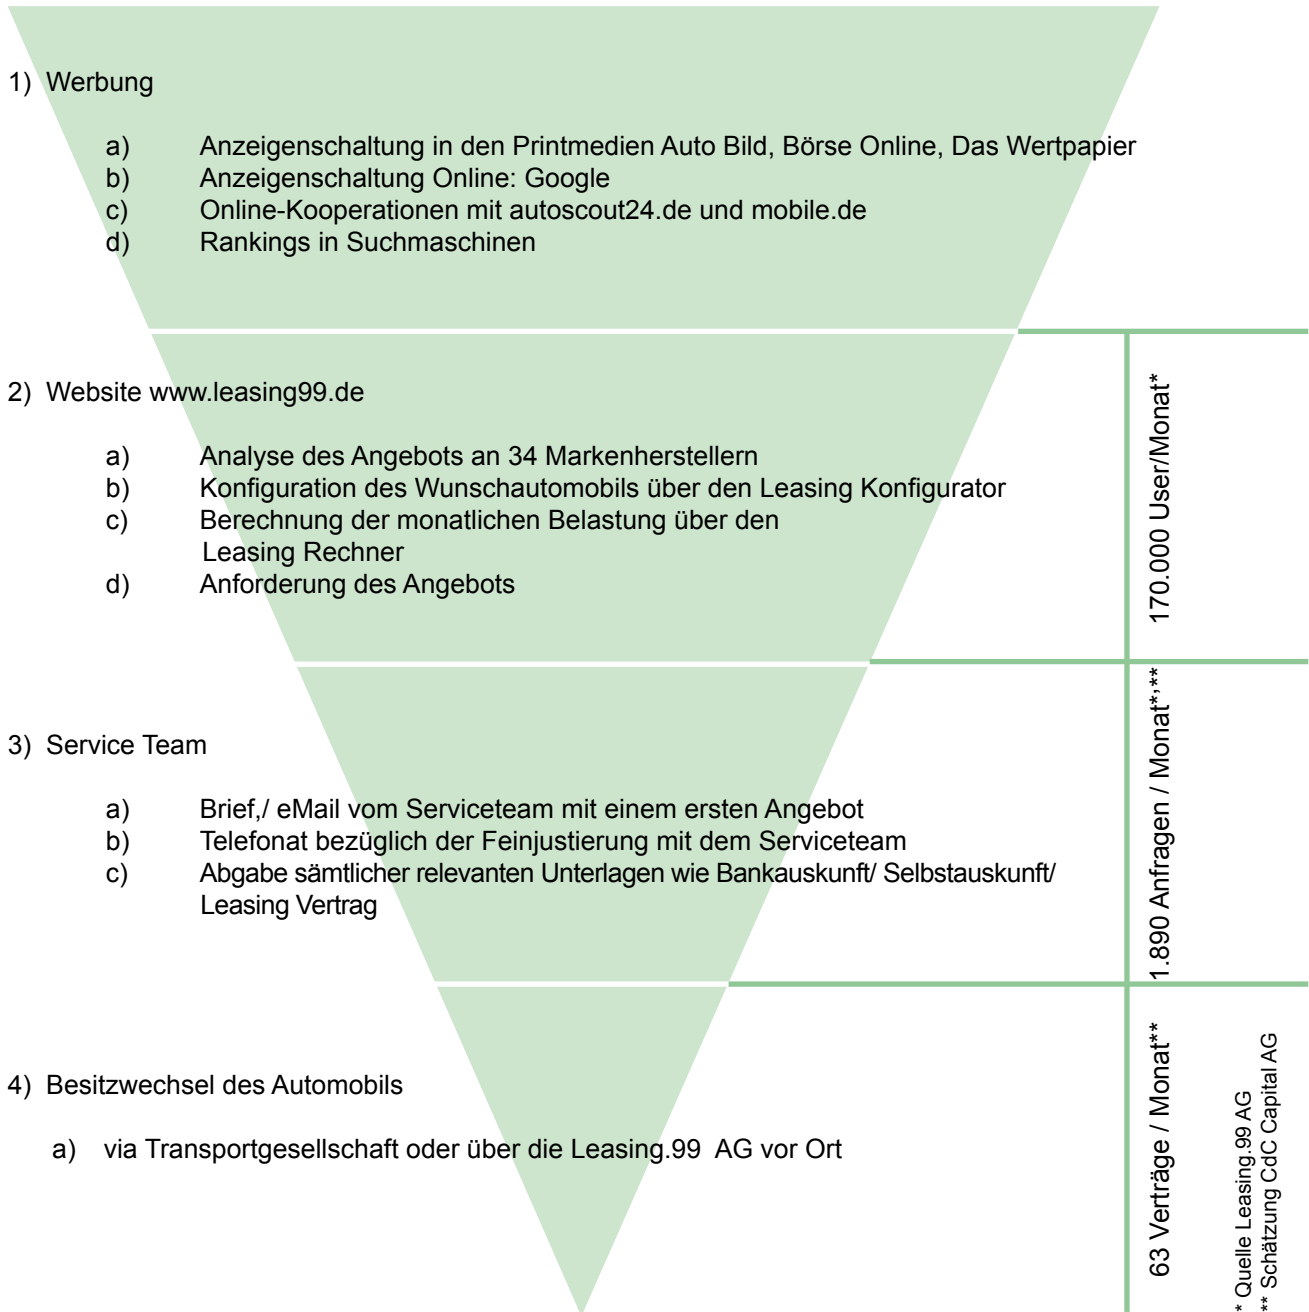 1) Werbung
a) Anzeigenschaltung in den Printmedien Auto Bild, Börse Online, Das Wertpapier
b) Anzeigenschaltung Online: Google
c) Online-Kooperationen mit autoscout24.de und mobile.de
d) Rankings in Suchmaschinen
2) Website www.leasing99.de
a) Analyse des Angebots an 34 Markenherstellern
b) Konfiguration des Wunschautomobils über den Leasing Konfigurator
c) Berechnung der monatlichen Belastung über den
Leasing Rechner
d) Anforderung des Angebots
170.000 User/Monat*
3) Service Team
a) Brief,/ eMail vom Serviceteam mit einem ersten Angebot
b) Telefonat bezüglich der Feinjustierung mit dem Serviceteam
c) Abgabe sämtlicher relevanten Unterlagen wie Bankauskunft/ Selbstauskunft/
Leasing Vertrag
1.890 Anfragen / Monat*,**
4) Besitzwechsel des Automobils
a) via Transportgesellschaft oder über die Leasing.99 AG vor Ort
63 Verträge / Monat**
* Quelle Leasing.99 AG
** Schätzung CdC Capital AG